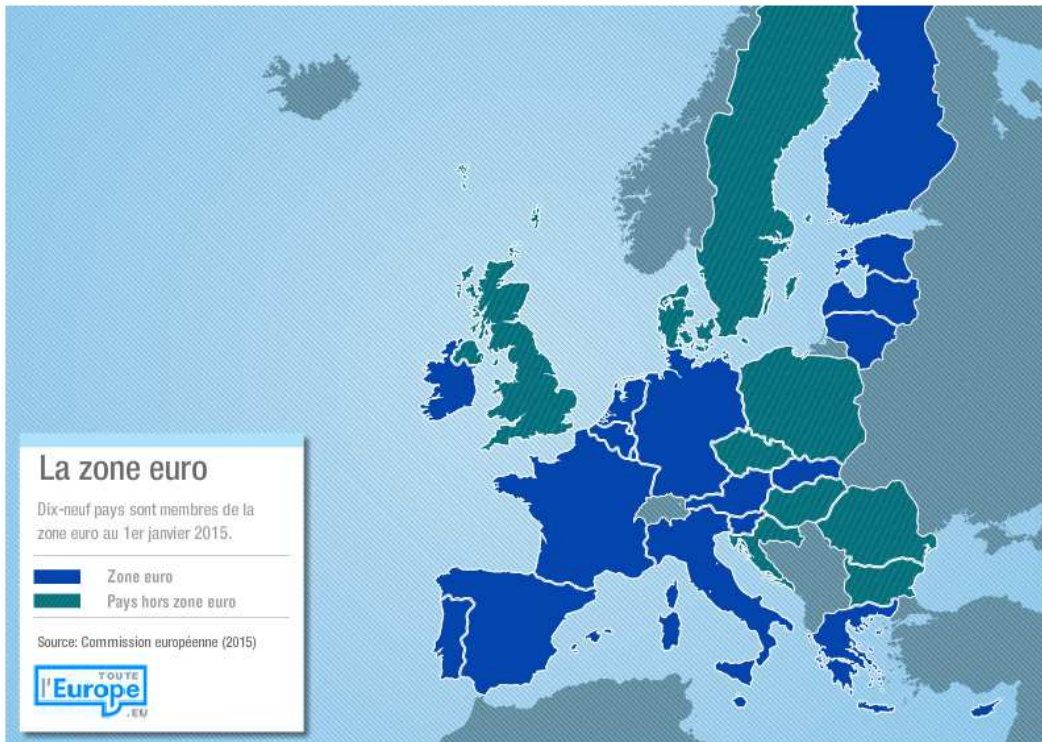 La zone euro
Dix-neuf pays sont membres de la
zone euro au 1er janvier 2015.
Zone euro
Pays hors zone euro
Source: Commission européenne (2015)
TOUTE
l'Europe
.EU